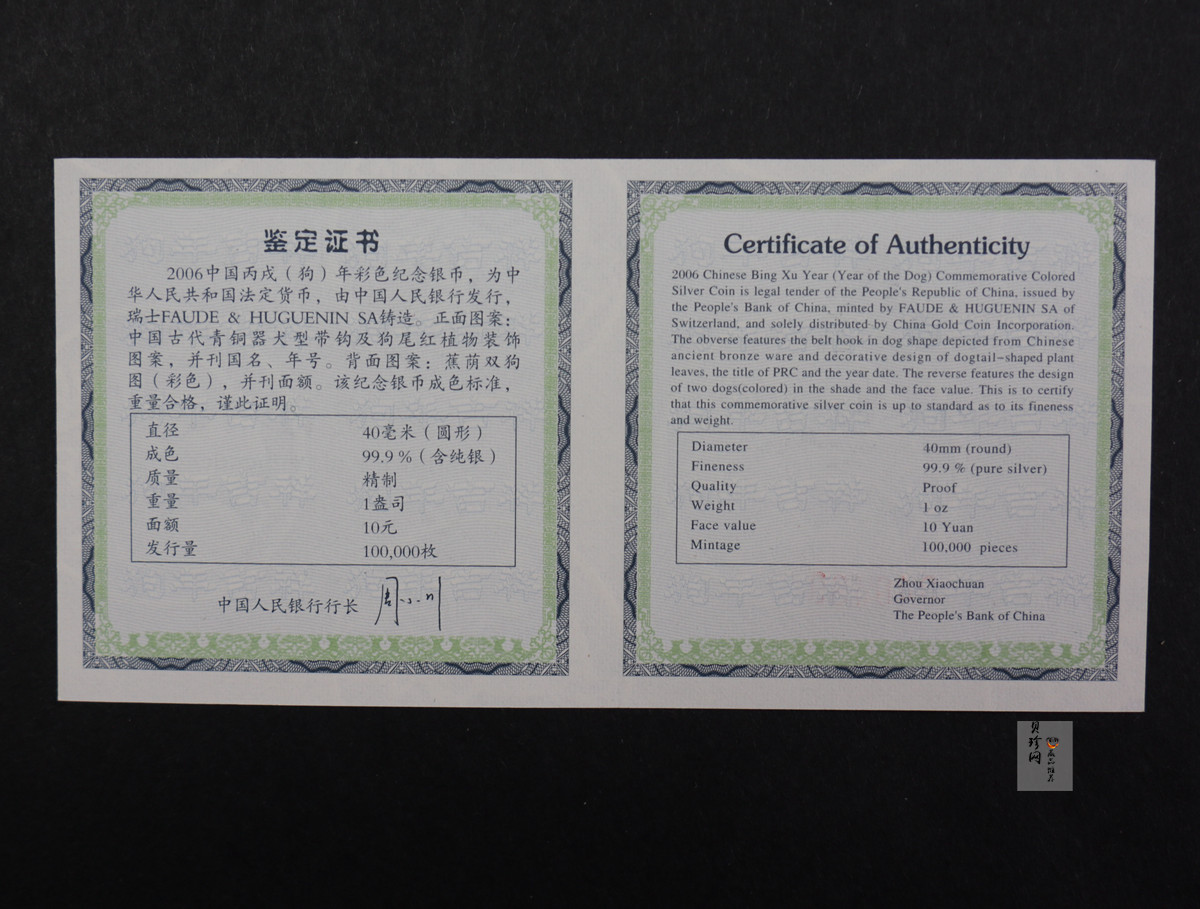 鉴定证书
2006中国丙戌（狗）年彩色纪念银币，为中
华人民共和国法定货币，由中国人民银行发行，
瑞士FAUDE & HUGUENIN SA铸造。正面图案：
中国古代青铜器犬型带钩及狗尾红植物装饰
图案，并刊国名、年号。背面图案：蕉荫双狗
图（彩色），并刊面额。该纪念银币成色标准，
重量合格，谨此证明。
直径 40毫米（圆形）
成色 99.9%（含纯银）
质量 精制
重量 1盎司
面额 10元
发行量 100,000枚
中国人民银行行长 周小川
Certificate of Authenticity
2006 Chinese Bing Xu Year (Year of the Dog) Commemorative Colored
Silver Coin is legal tender of the People's Republic of China, issued by
the People's Bank of China, minted by FAUDE & HUGUENIN SA of
Switzerland, and solely distributed by China Gold Coin Incorporation.
The obverse features the belt hook in dog shape depicted from Chinese
ancient bronze ware and decorative design of dogtail-shaped plant
leaves, the title of PRC and the year date. The reverse features the design
of two dogs(colored) in the shade and the face value. This is to certify
that this commemorative silver coin is up to standard as to its fineness
and weight.
Diameter 40mm (round)
Fineness 99.9 % (pure silver)
Quality Proof
Weight 1 oz
Face value 10 Yuan
Mintage 100,000 pieces
Zhou Xiaochuan
Governor
The People's Bank of China
贝珍网